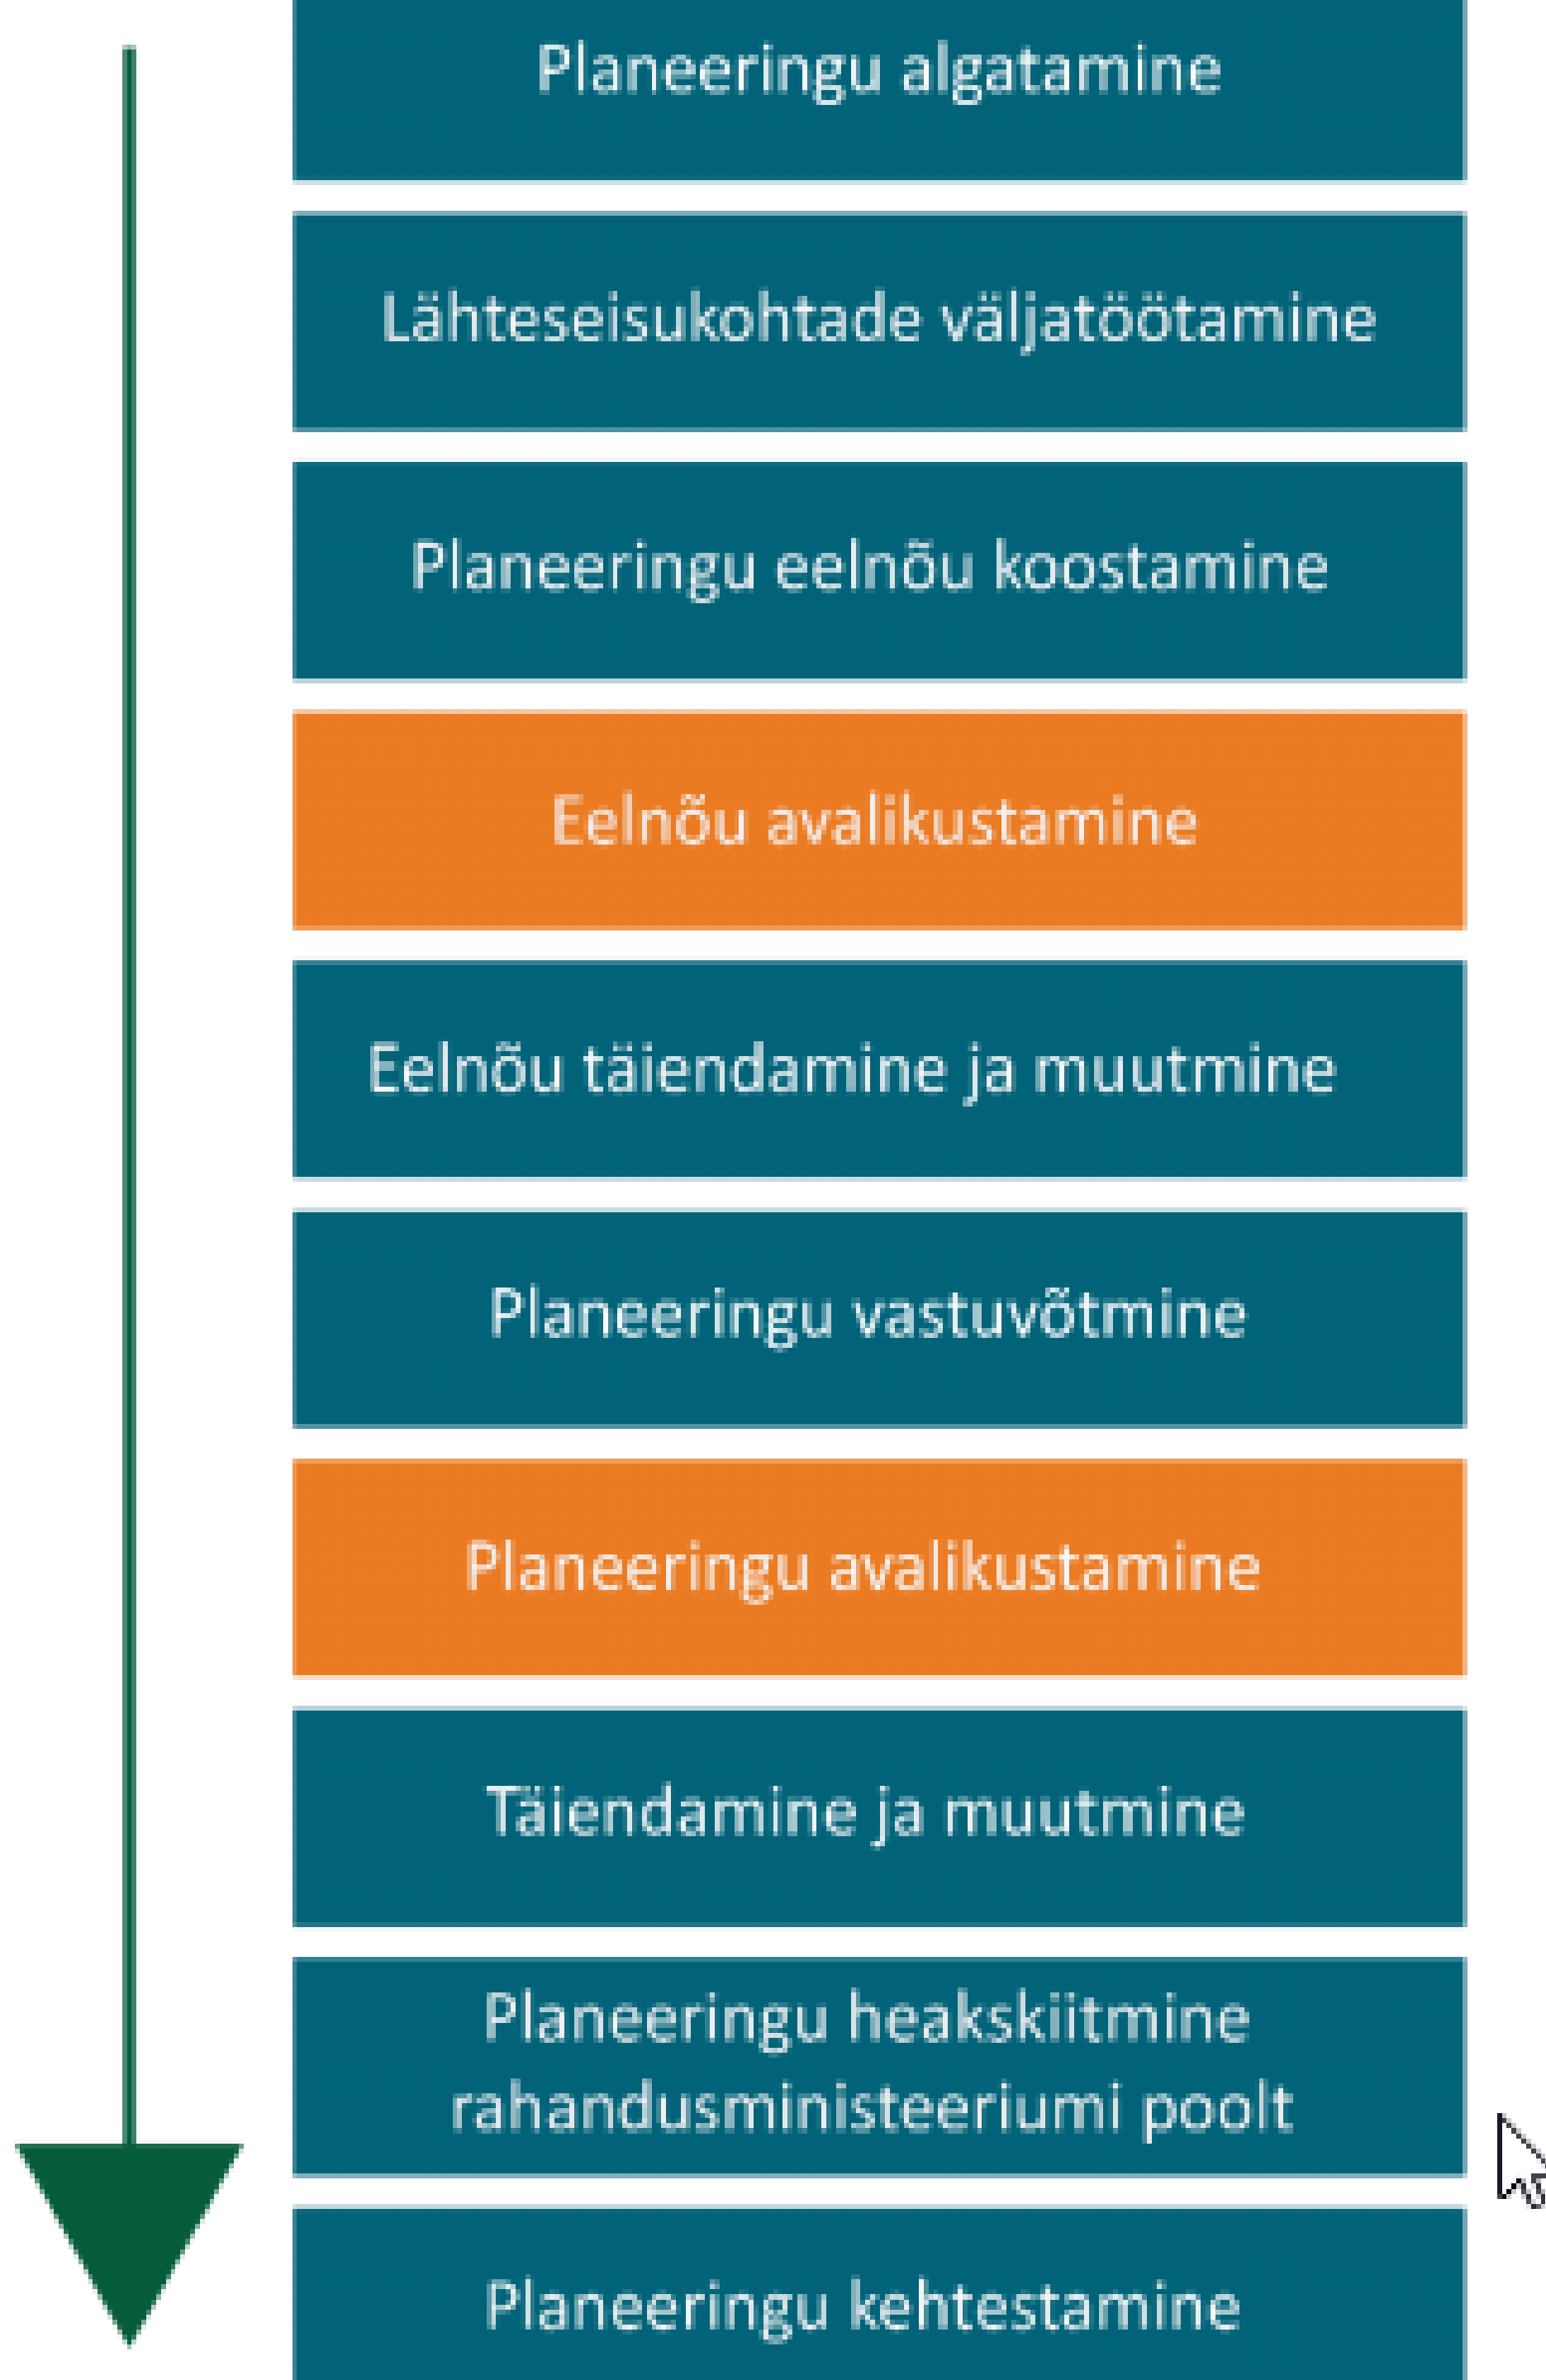 Planeeringu algatamine
Lähteseisukohtade väljatöötamine
Planeeringu eelnõu koostamine
Eelnõu avalikustamine
Eelnõu täiendamine ja muutmine
Planeeringu vastuvõtmine
Planeeringu avalikustamine
Täiendamine ja muutmine
Planeeringu heakskiitmine
rahandusministeeriumi poolt
Planeeringu kehtestamine